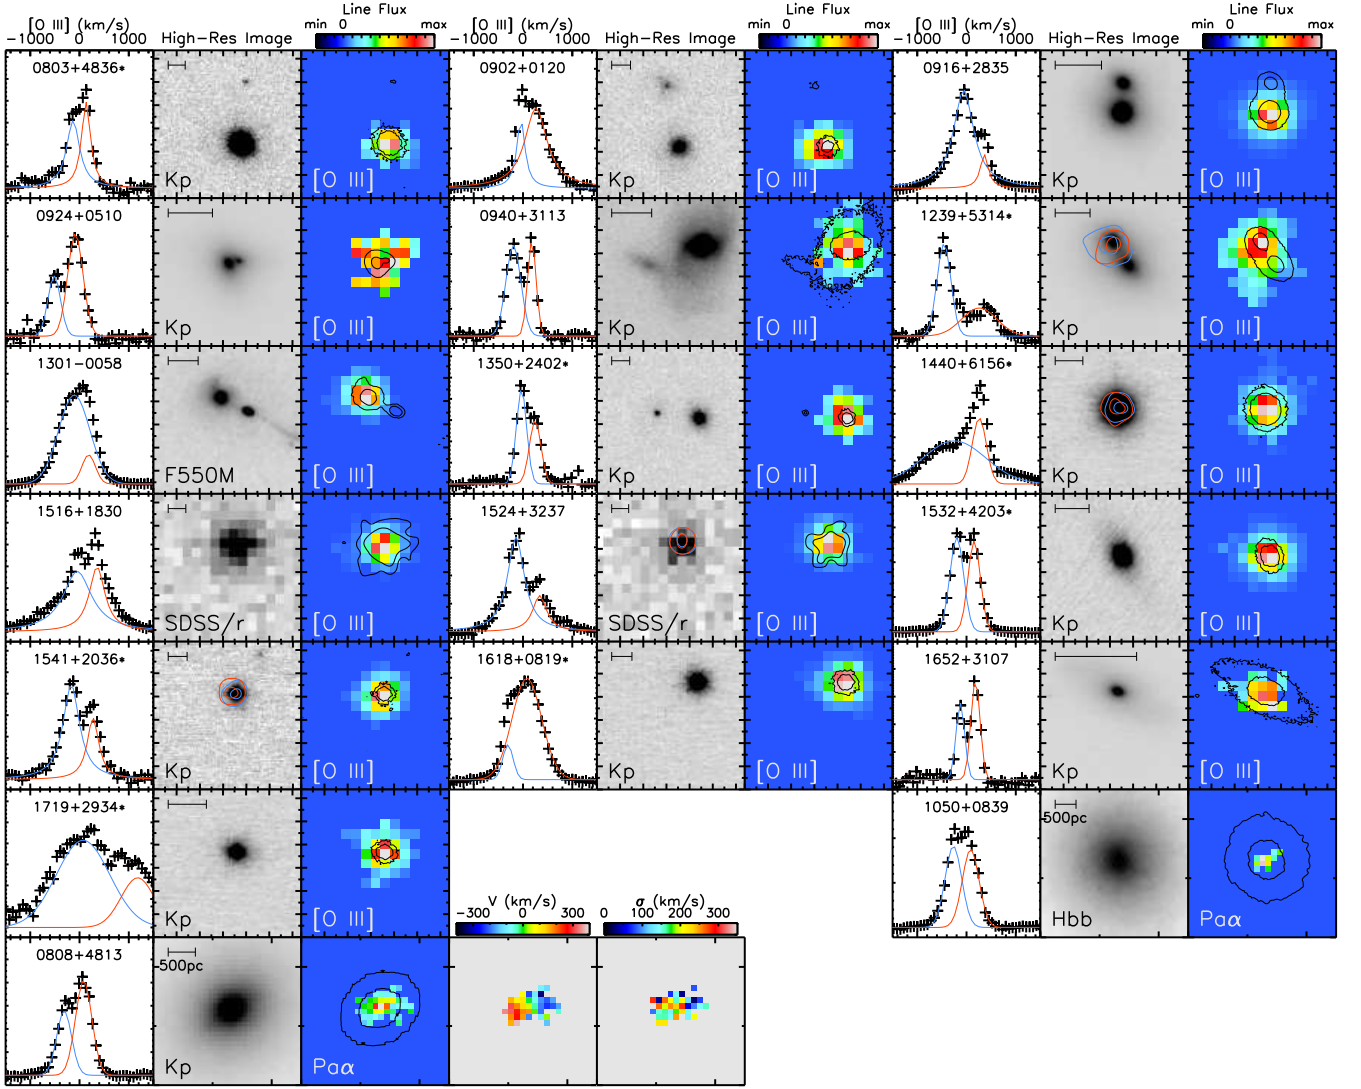 [O III] (km/s)
−1000 0 1000
High−Res Image
Line Flux
min 0 max
[O III] (km/s)
−1000 0 1000
High−Res Image
Line Flux
min 0 max
[O III] (km/s)
−1000 0 1000
High−Res Image
Line Flux
min 0 max
0803+4836*
Kp
[O III]
0902+0120
Kp
[O III]
0916+2835
Kp
[O III]
0924+0510
Kp
[O III]
0940+3113
Kp
[O III]
1239+5314*
Kp
[O III]
1301−0058
F550M
[O III]
1350+2402*
Kp
[O III]
1440+6156*
Kp
[O III]
1516+1830
SDSS/r
[O III]
1524+3237
SDSS/r
[O III]
1532+4203*
Kp
[O III]
1541+2036*
Kp
[O III]
1618+0819*
Kp
[O III]
1652+3107
Kp
[O III]
1719+2934*
Kp
[O III]
V (km/s)
−300 0 300
σ (km/s)
0 100 200 300
1050+0839
500pc
Hbb
Paα
0808+4813
500pc
Kp
Paα